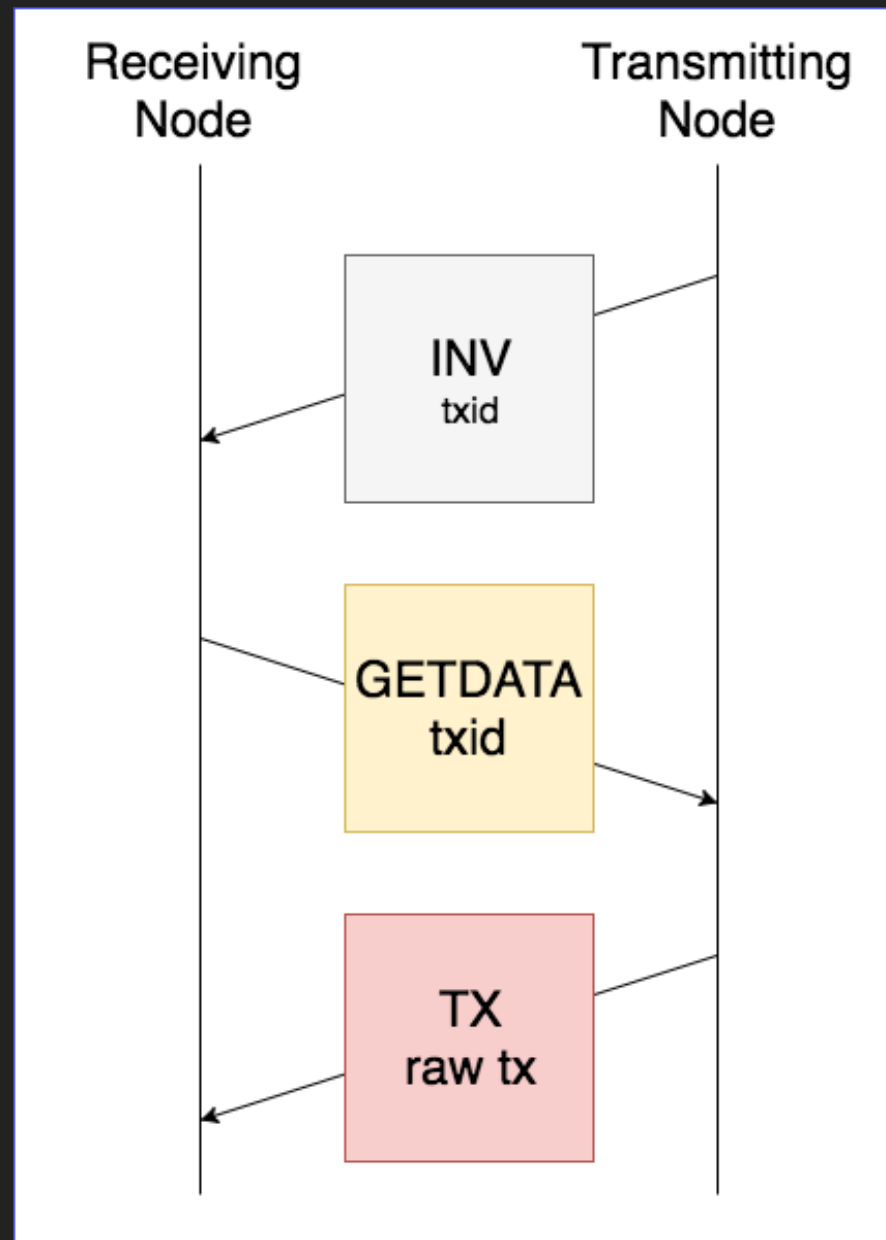 Receiving
Node
Transmitting
Node
INV
txid
GETDATA
txid
TX
raw tx